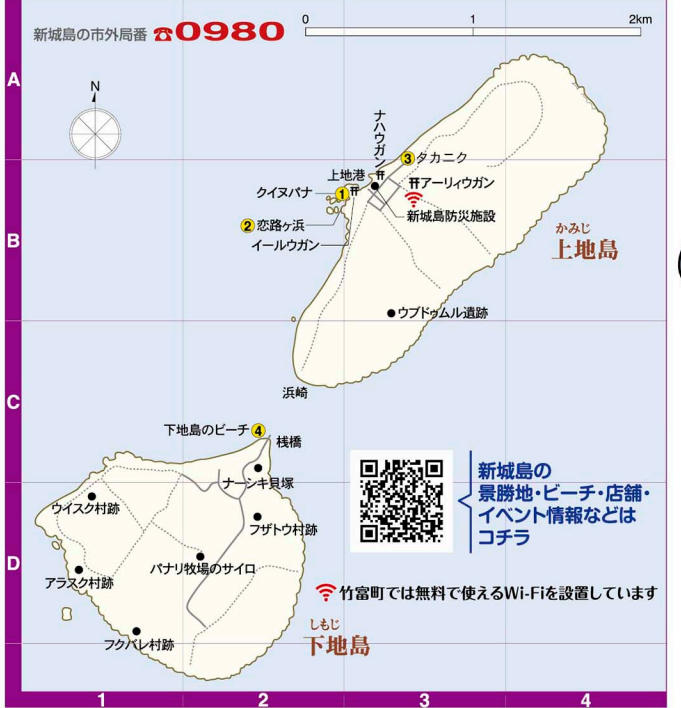 新城島の市外局番 ☎0980
0 1 2km
A
N
ナハウガン
③タカニク
上地港
アーリィウガン
クイヌパナ ①
新城島防災施設
②恋路ヶ浜
イールウガン
B
かみじ
上地島
ウブドゥムル遺跡
C
浜崎
下地島のビーチ ④
桟橋
ナーシキ貝塚
新城島の
景勝地・ビーチ・店舗・
イベント情報などは
コチラ
ウイスク村跡
フザトウ村跡
D
パナリ牧場のサイロ
アラスク村跡
竹富町では無料で使えるWi-Fiを設置しています
フクバレ村跡
しもじ
下地島
1 2 3 4